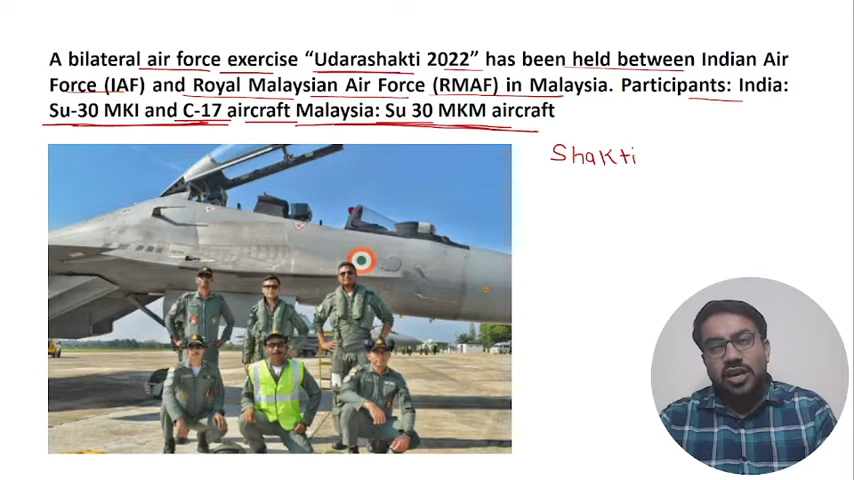 A bilateral air force exercise “Udarashakti 2022” has been held between Indian Air
Force (IAF) and Royal Malaysian Air Force (RMAF) in Malaysia. Participants: India:
Su-30 MKI and C-17 aircraft Malaysia: Su 30 MKM aircraft
Shakti